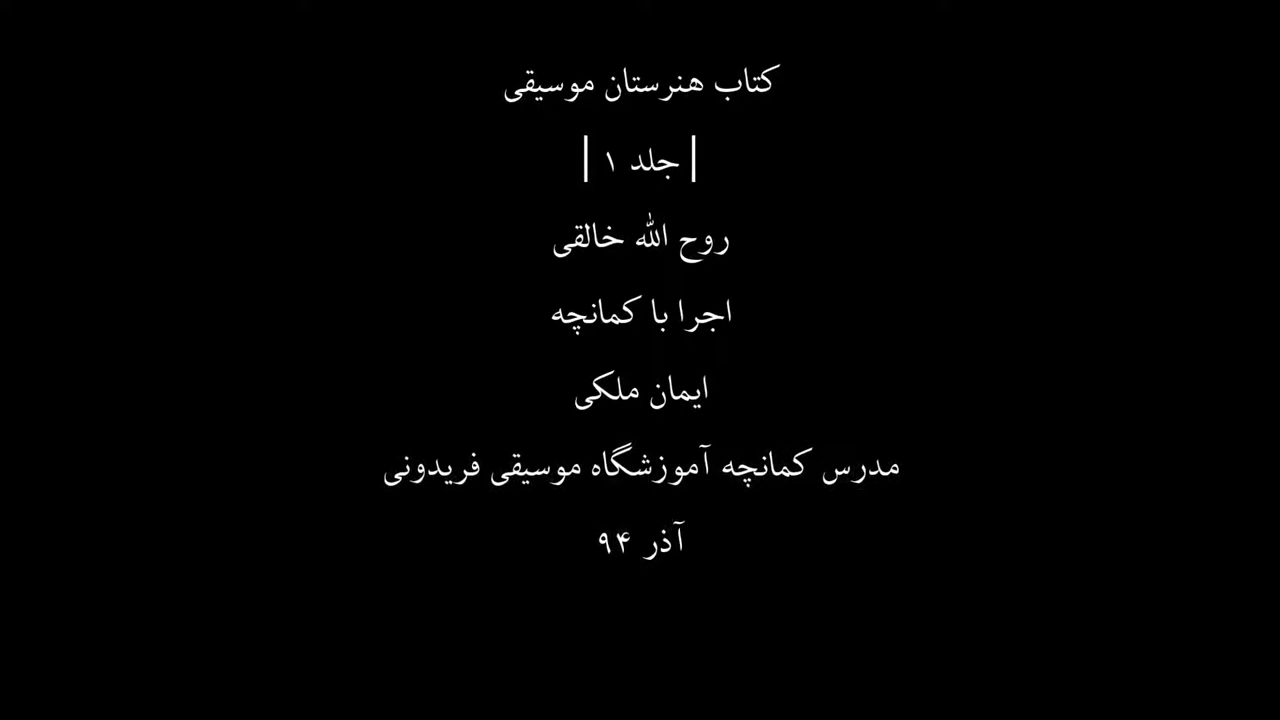 کتاب هنرستان موسیقی
| جلد ۱ |
روح الله خالقی
اجرا با کمانچه
ایمان ملکی
مدرس کمانچه آموزشگاه موسیقی فریدونی
آذر ۹۴